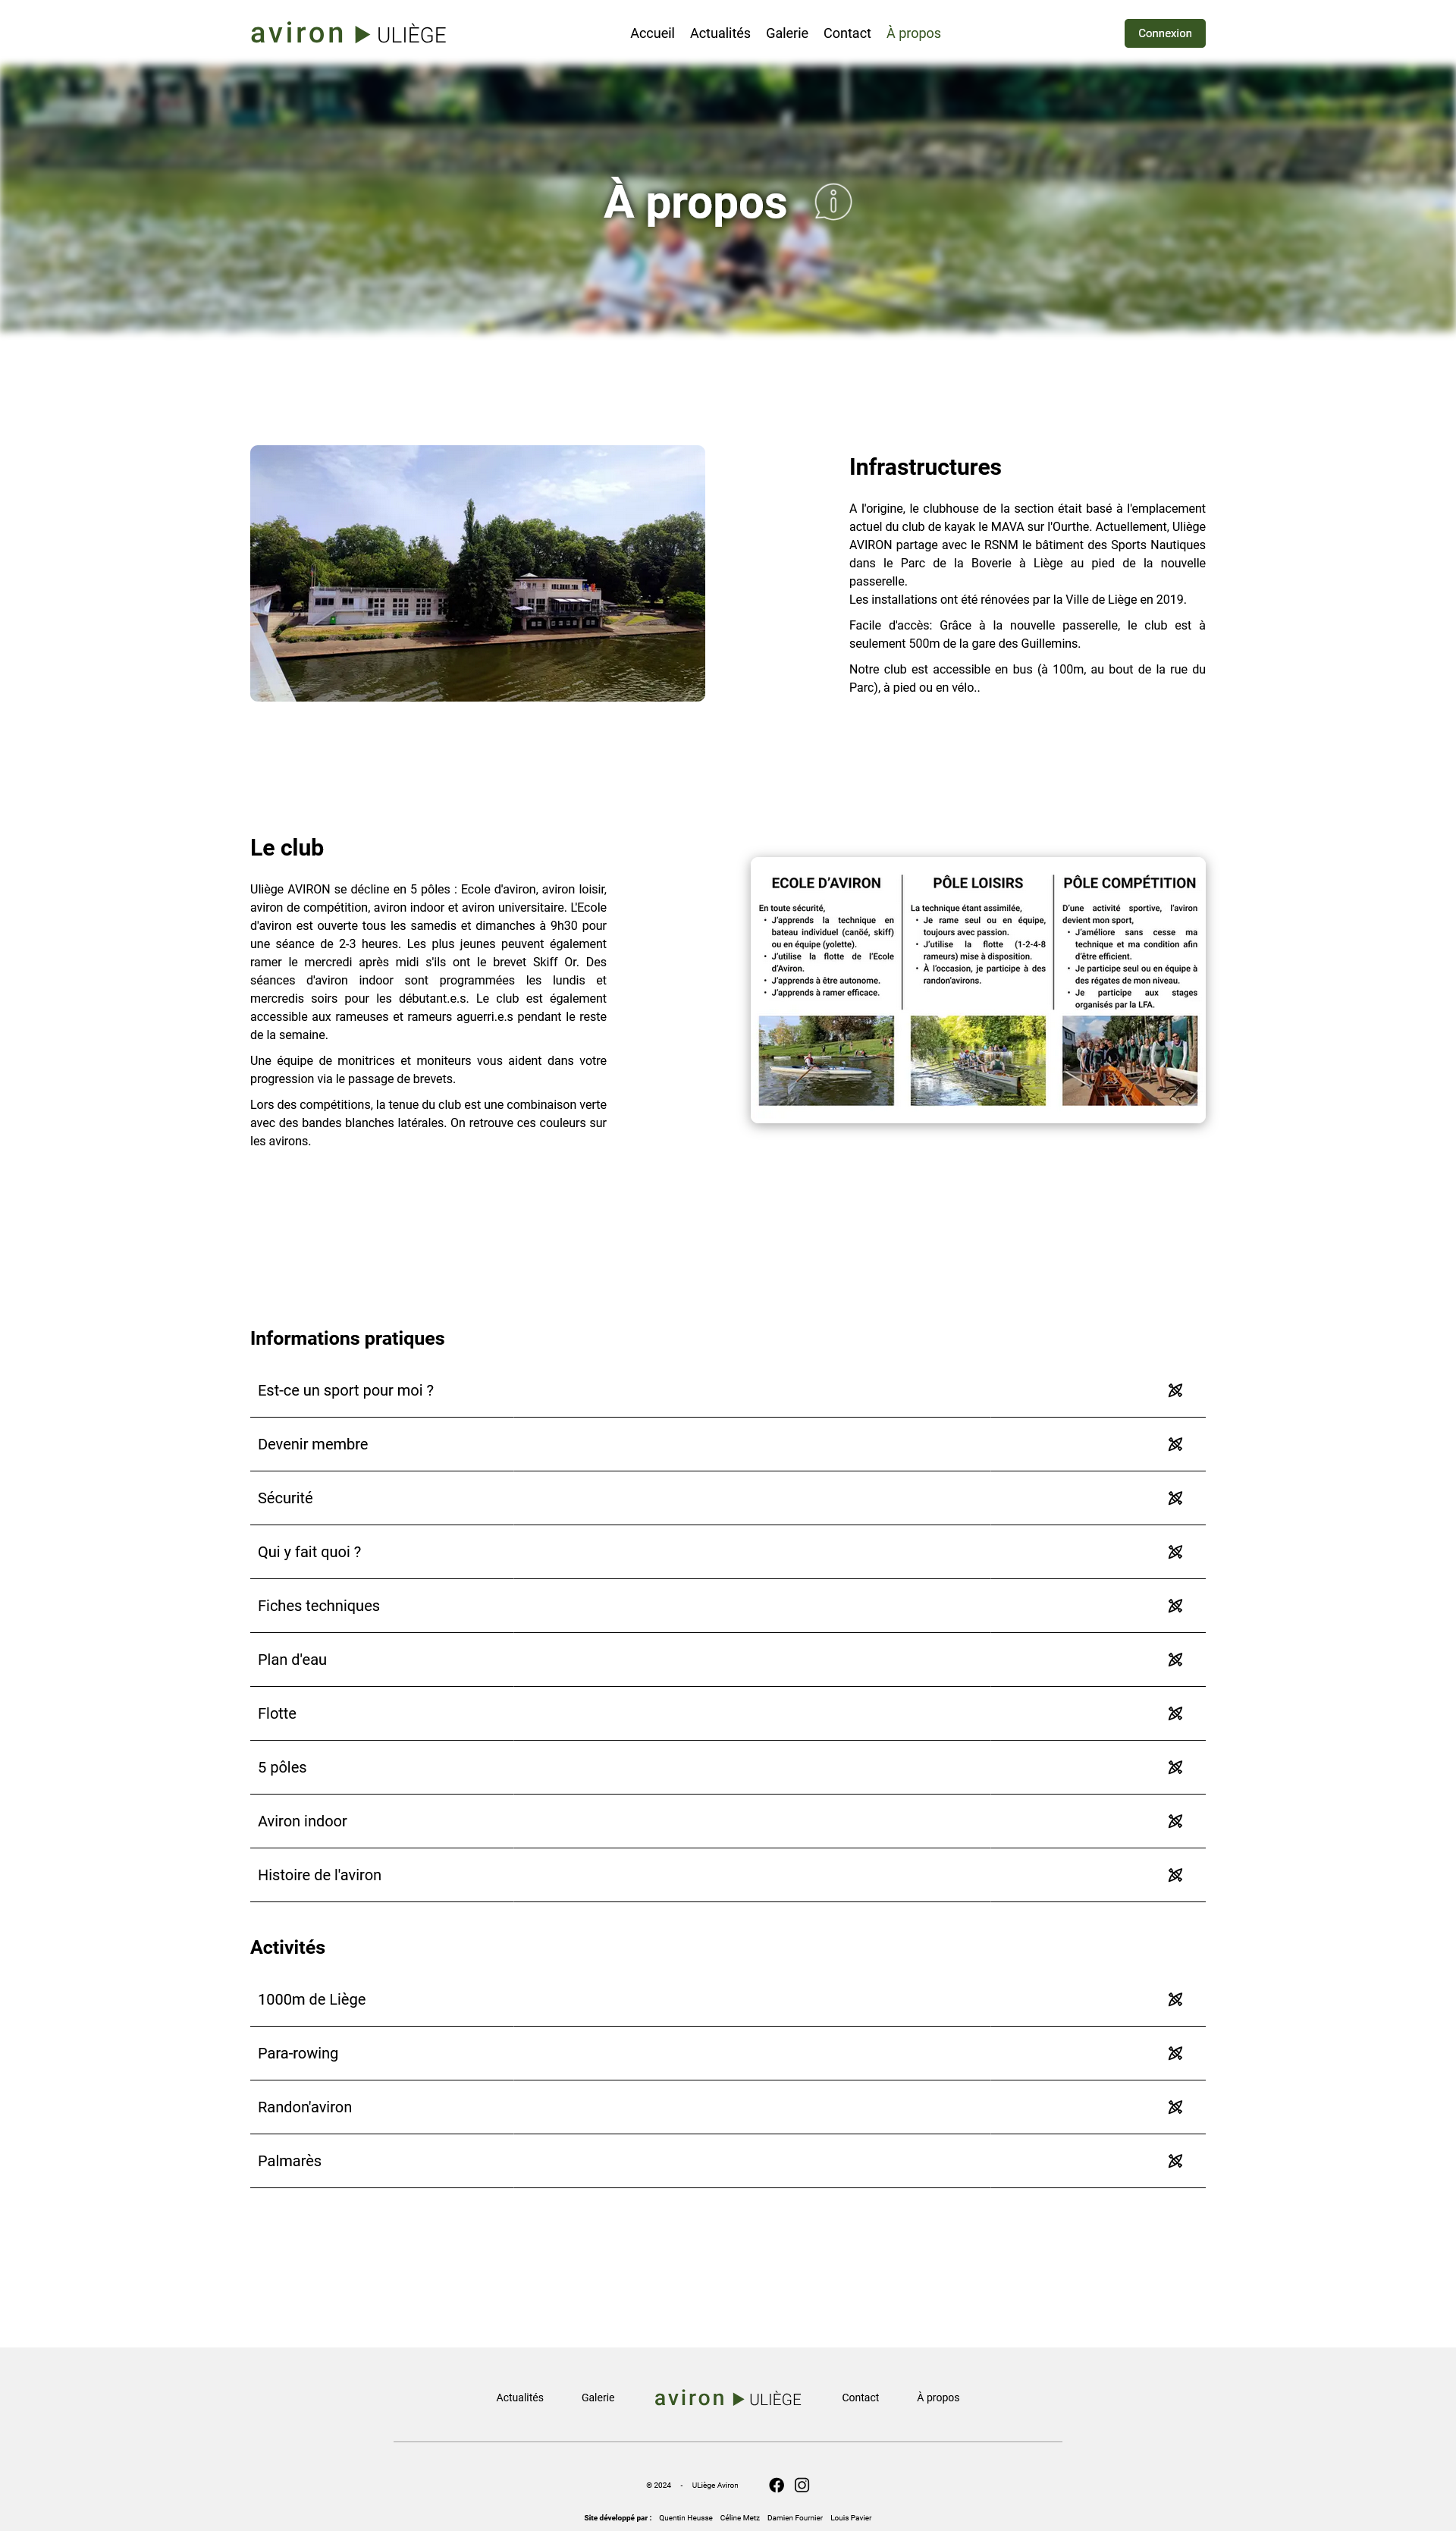 aviron ▶ ULIÈGE
Accueil Actualités Galerie Contact À propos
Connexion
À propos
Infrastructures
A l'origine, le clubhouse de la section était basé à l'emplacement
actuel du club de kayak le MAVA sur l'Ourthe. Actuellement, Uliège
AVIRON partage avec le RSNM le bâtiment des Sports Nautiques
dans le Parc de la Boverie à Liège au pied de la nouvelle
passerelle.
Les installations ont été rénovées par la Ville de Liège en 2019.
Facile d'accès: Grâce à la nouvelle passerelle, le club est à
seulement 500m de la gare des Guillemins.
Notre club est accessible en bus (à 100m, au bout de la rue du
Parc), à pied ou en vélo..
Le club
Uliège AVIRON se décline en 5 pôles : Ecole d'aviron, aviron loisir,
aviron de compétition, aviron indoor et aviron universitaire. L'Ecole
d'aviron est ouverte tous les samedis et dimanches à 9h30 pour
une séance de 2-3 heures. Les plus jeunes peuvent également
ramer le mercredi après midi s'ils ont le brevet Skiff Or. Des
séances d'aviron indoor sont programmées les lundis et
mercredis soirs pour les débutant.e.s. Le club est également
accessible aux rameuses et rameurs aguerri.e.s pendant le reste
de la semaine.
Une équipe de monitrices et moniteurs vous aident dans votre
progression via le passage de brevets.
Lors des compétitions, la tenue du club est une combinaison verte
avec des bandes blanches latérales. On retrouve ces couleurs sur
les avirons.
ECOLE D'AVIRON
En toute sécurité,
• J'apprends la technique en
bateau individuel (canöé, skiff)
ou en équipe (yolette).
• J'utilise la flotte de l'Ecole
d'Aviron.
• J'apprends à être autonome.
• J'apprends à ramer efficace.
PÔLE LOISIRS
La technique étant assimilée,
• Je rame seul ou en équipe,
toujours avec passion.
• J'utilise la flotte (1-2-4-8
rameurs) mise à disposition.
• À l'occasion, je participe à des
randon'avirons.
PÔLE COMPÉTITION
D'une activité sportive, l'aviron
devient mon sport,
• J'améliore sans cesse ma
technique et ma condition afin
d'être efficient.
• Je participe seul ou en équipe à
des régates de mon niveau.
• Je participe aux stages
organisés par la LFA.
Informations pratiques
Est-ce un sport pour moi ?
Devenir membre
Sécurité
Qui y fait quoi ?
Fiches techniques
Plan d'eau
Flotte
5 pôles
Aviron indoor
Histoire de l'aviron
Activités
1000m de Liège
Para-rowing
Randon'aviron
Palmarès
Actualités Galerie aviron ▶ ULIÈGE Contact À propos
© 2024 - ULiège Aviron
Site développé par : Quentin Heusse Céline Metz Damien Fournier Louis Pavier